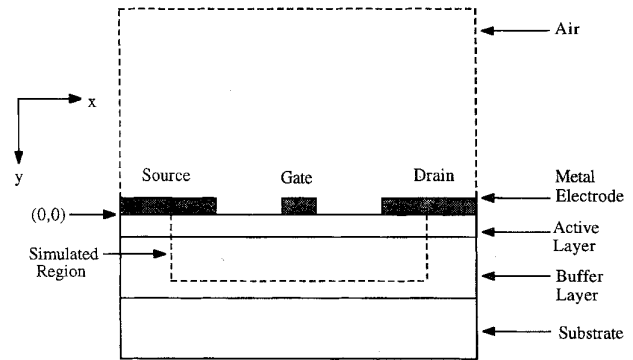 Air
x
y
Source
Gate
Drain
Metal
Electrode
(0,0)
Active
Layer
Simulated
Region
Buffer
Layer
Substrate